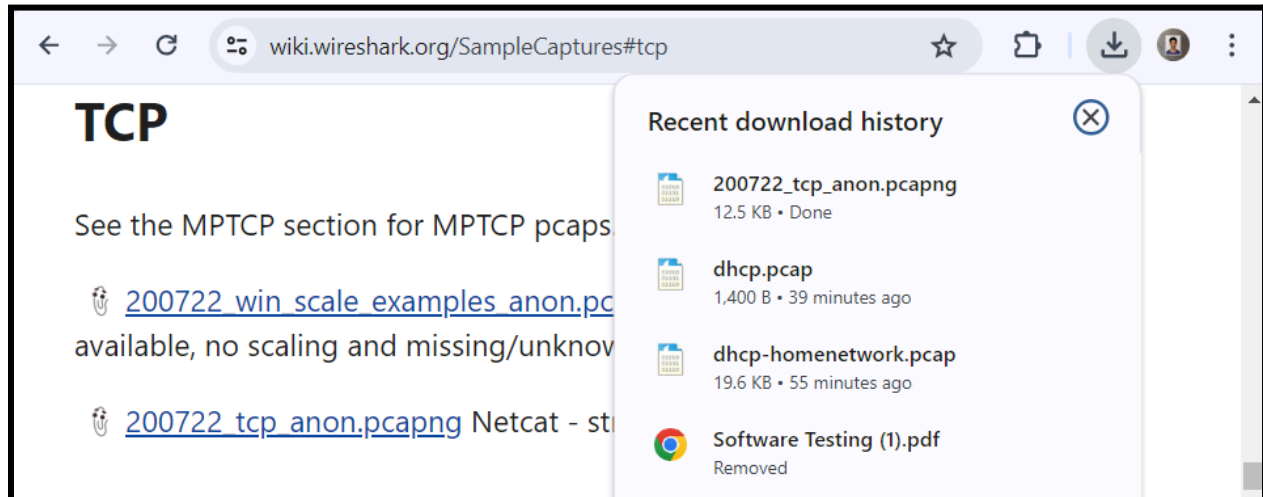 wiki.wireshark.org/SampleCaptures#tcp
TCP
See the MPTCP section for MPTCP pcaps
200722_win_scale_examples_anon.pc
available, no scaling and missing/unknow
200722_tcp_anon.pcapng Netcat - st
Recent download history
200722_tcp_anon.pcapng
12.5 KB • Done
dhcp.pcap
1,400 B • 39 minutes ago
dhcp-homenetwork.pcap
19.6 KB • 55 minutes ago
Software Testing (1).pdf
Removed